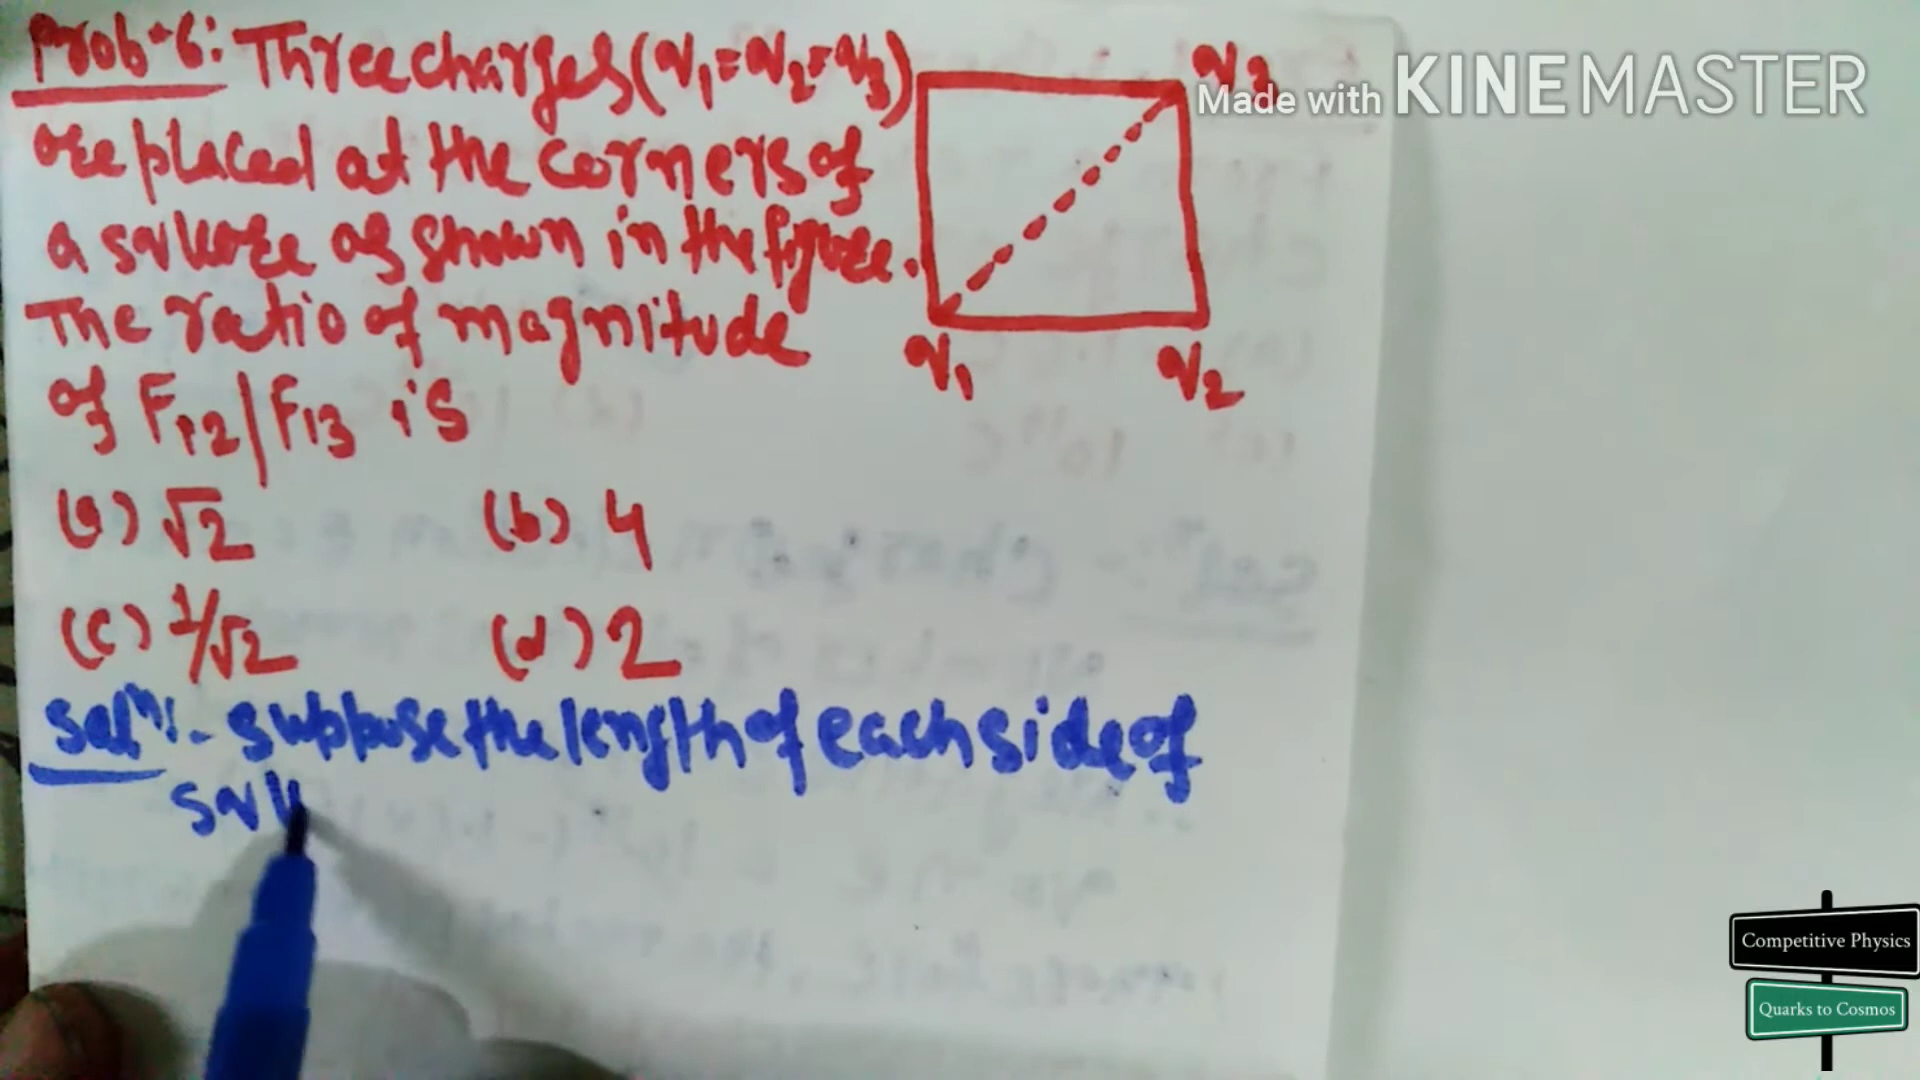 Prob-6: Three charges (q₁=q₂=q₃)
are placed at the corners of
a square as shown in the figure.
The ratio of magnitude
of F₁₂/F₁₃ is
(a) √2 (b) 4
(c) 1/√2 (d) 2
Solⁿ:- Suppose the length of each side of
squ
q₃
q₁ q₂
Made with KINEMASTER
Competitive Physics
Quarks to Cosmos